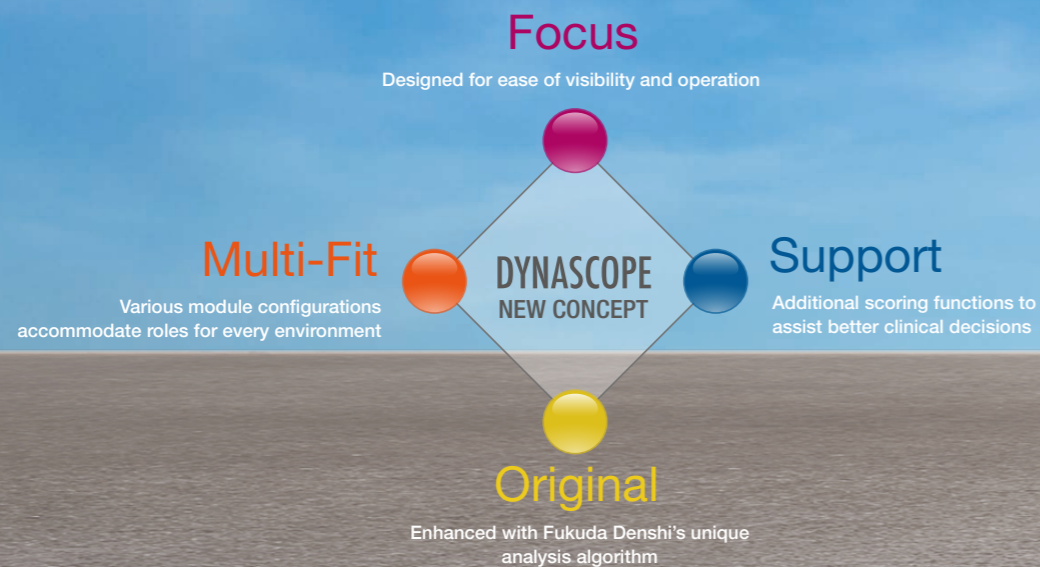 Focus
Designed for ease of visibility and operation
Multi-Fit
Various module configurations
accommodate roles for every environment
DYNASCOPE
NEW CONCEPT
Support
Additional scoring functions to
assist better clinical decisions
Original
Enhanced with Fukuda Denshi's unique
analysis algorithm